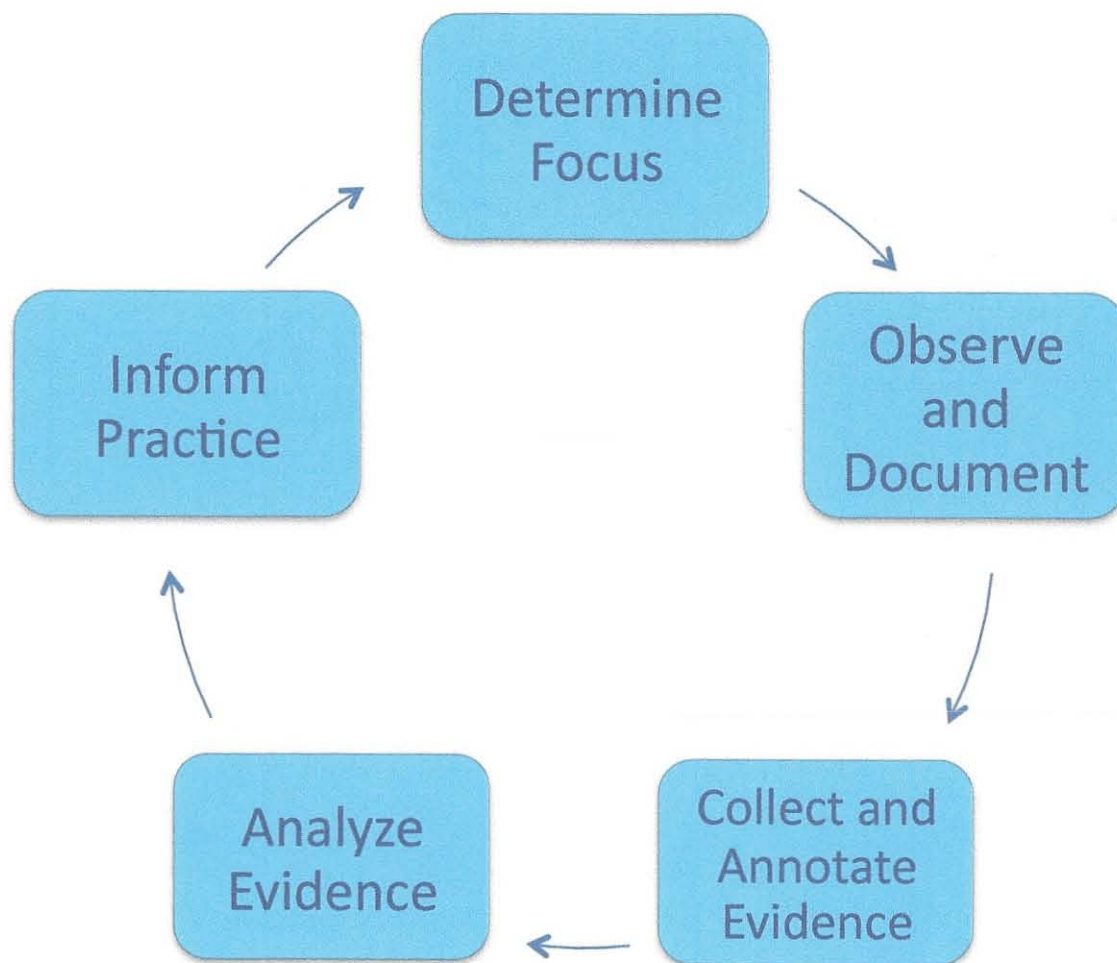 Determine
Focus
Observe
and
Document
Collect and
Annotate
Evidence
Analyze
Evidence
Inform
Practice